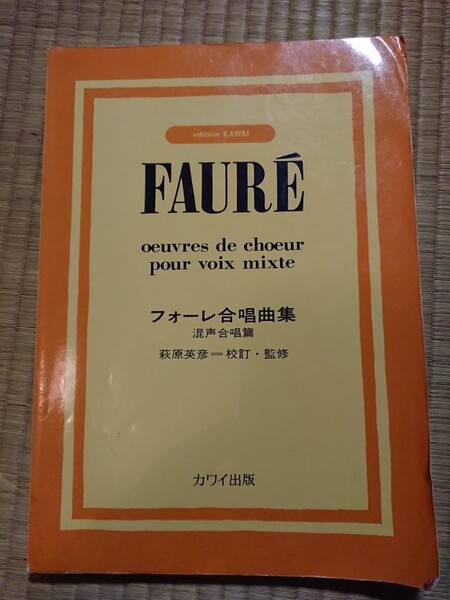 edition KAWAI
FAURÉ
oeuvres de choeur
pour voix mixte
フォーレ合唱曲集
混声合唱篇
萩原英彦＝校訂・監修
カワイ出版